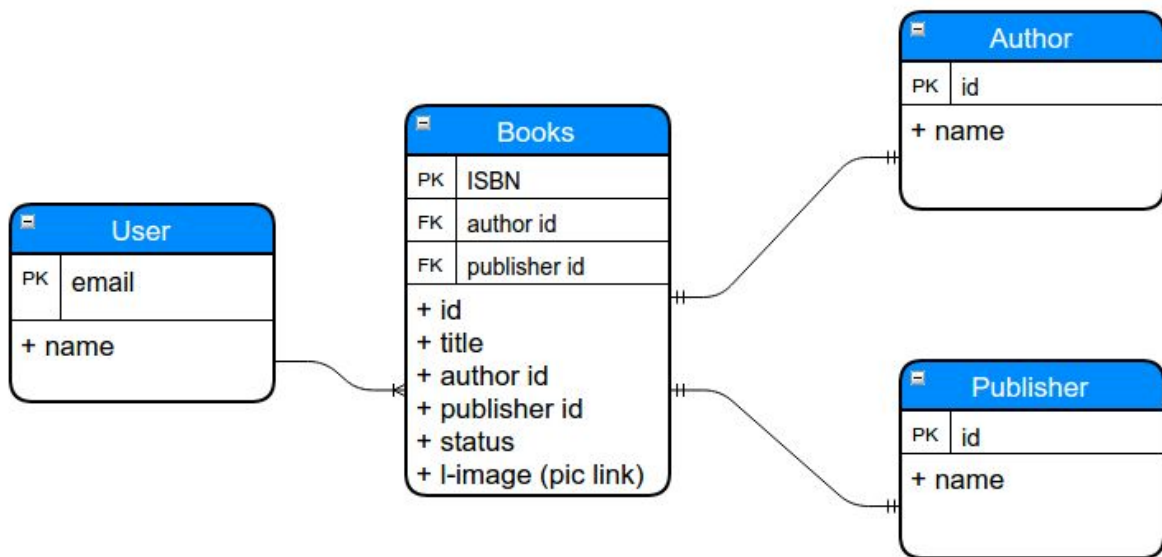 User
PK email
+ name
Books
PK ISBN
FK author id
FK publisher id
+ id
+ title
+ author id
+ publisher id
+ status
+ l-image (pic link)
Author
PK id
+ name
Publisher
PK id
+ name